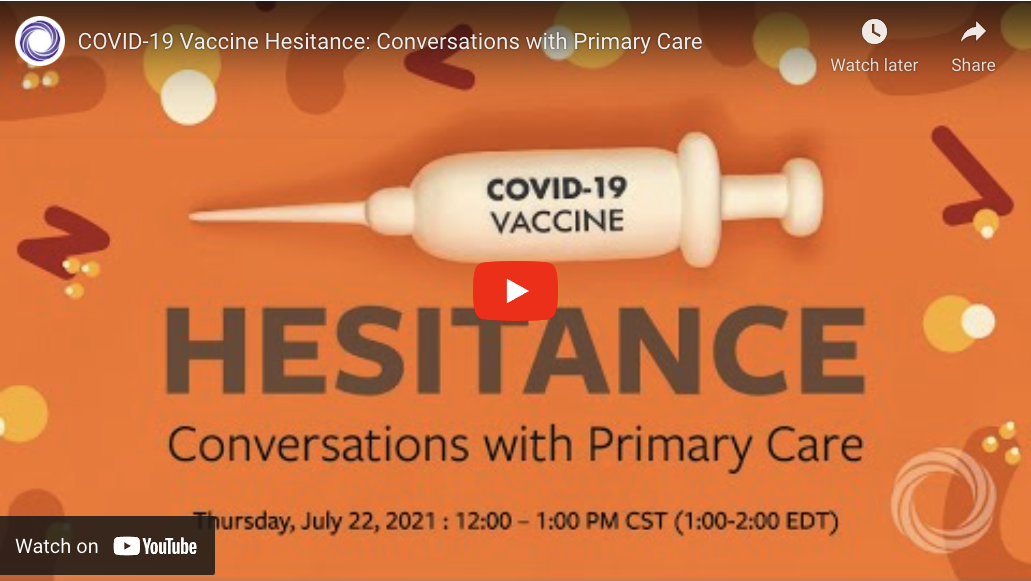 COVID-19 Vaccine Hesitance: Conversations with Primary Care
Watch later
Share
COVID-19
VACCINE
HESITANCE
Conversations with Primary Care
Thursday, July 22, 2021 : 12:00 – 1:00 PM CST (1:00-2:00 EDT)
Watch on YouTube